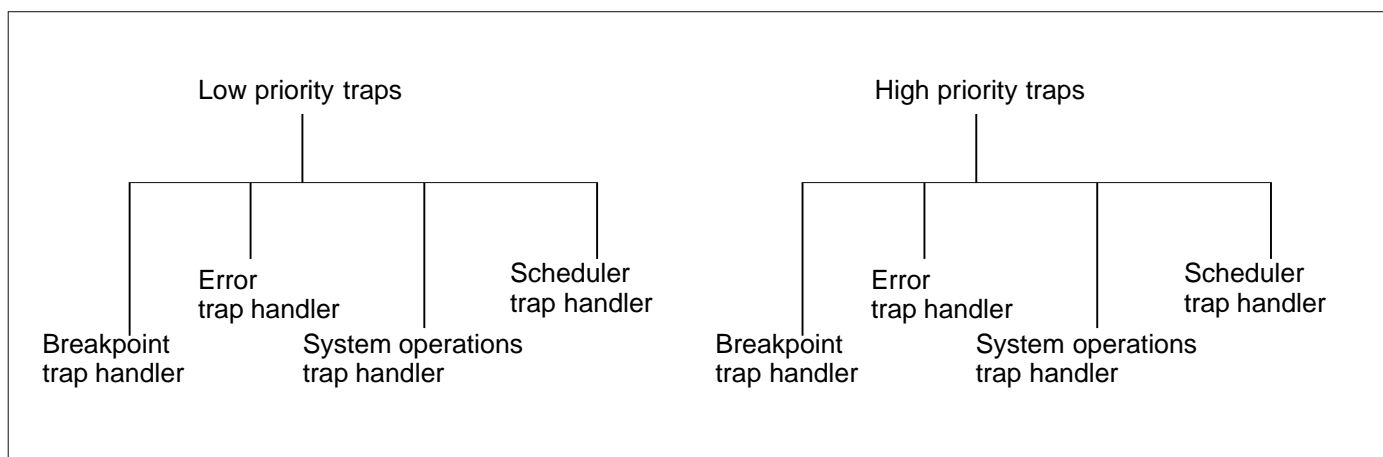 Low priority traps
Breakpoint
trap handler
Error
trap handler
System operations
trap handler
Scheduler
trap handler
High priority traps
Breakpoint
trap handler
Error
trap handler
System operations
trap handler
Scheduler
trap handler